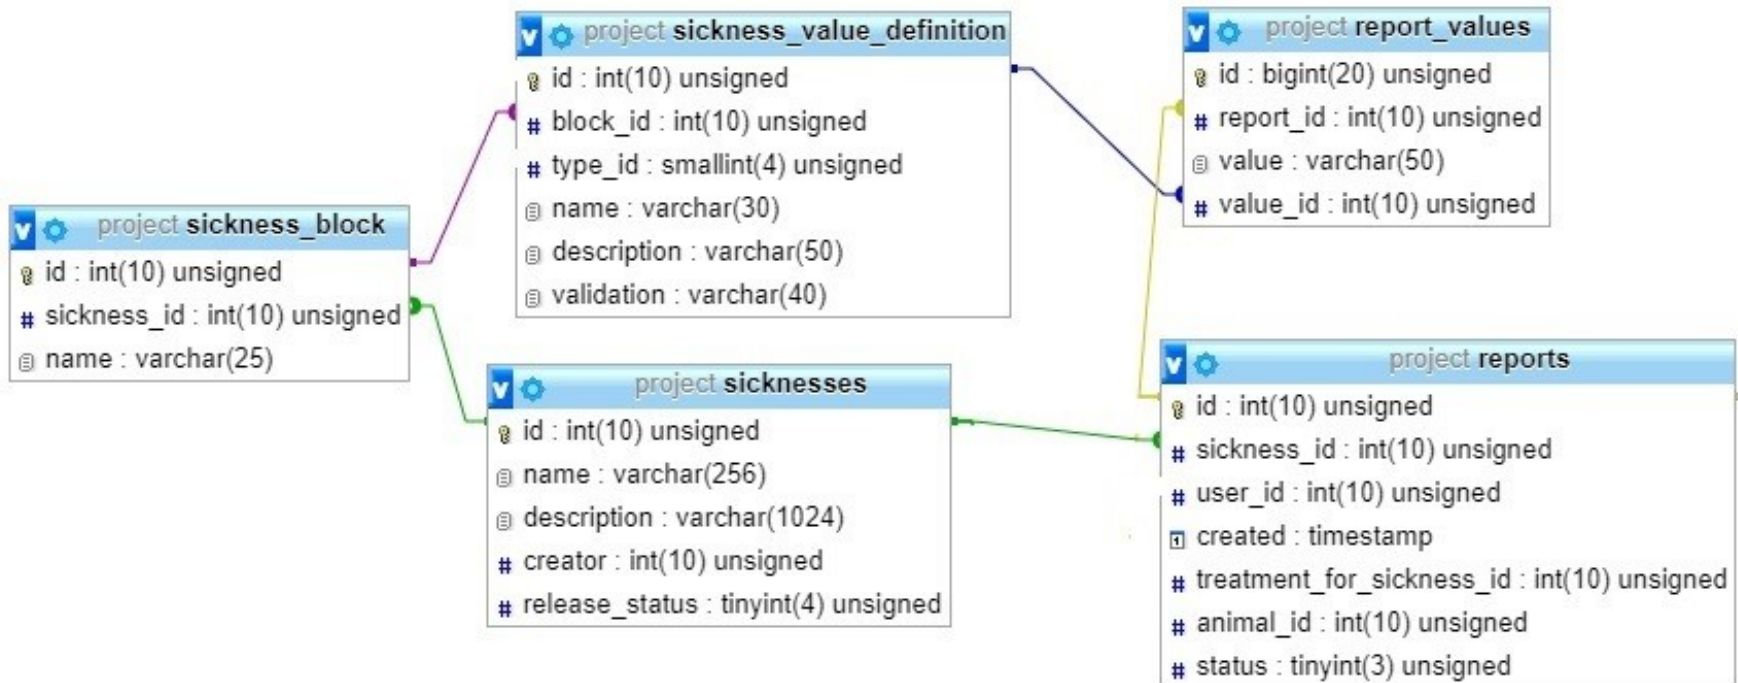 project sickness_value_definition
id : int(10) unsigned
block_id : int(10) unsigned
type_id : smallint(4) unsigned
name : varchar(30)
description : varchar(50)
validation : varchar(40)
project report_values
id : bigint(20) unsigned
report_id : int(10) unsigned
value : varchar(50)
value_id : int(10) unsigned
project sickness_block
id : int(10) unsigned
sickness_id : int(10) unsigned
name : varchar(25)
project sicknesses
id : int(10) unsigned
name : varchar(256)
description : varchar(1024)
creator : int(10) unsigned
release_status : tinyint(4) unsigned
project reports
id : int(10) unsigned
sickness_id : int(10) unsigned
user_id : int(10) unsigned
created : timestamp
treatment_for_sickness_id : int(10) unsigned
animal_id : int(10) unsigned
status : tinyint(3) unsigned